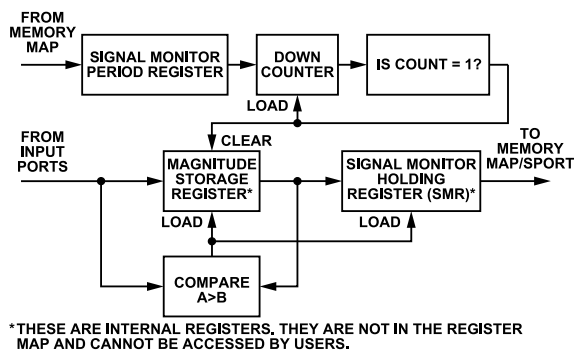 FROM
MEMORY
MAP
SIGNAL MONITOR
PERIOD REGISTER
DOWN
COUNTER
IS COUNT = 1?
LOAD
CLEAR
FROM
INPUT
PORTS
MAGNITUDE
STORAGE
REGISTER*
SIGNAL MONITOR
HOLDING
REGISTER (SMR)*
TO
MEMORY
MAP/SPORT
LOAD
LOAD
COMPARE
A>B
*THESE ARE INTERNAL REGISTERS. THEY ARE NOT IN THE REGISTER
MAP AND CANNOT BE ACCESSED BY USERS.